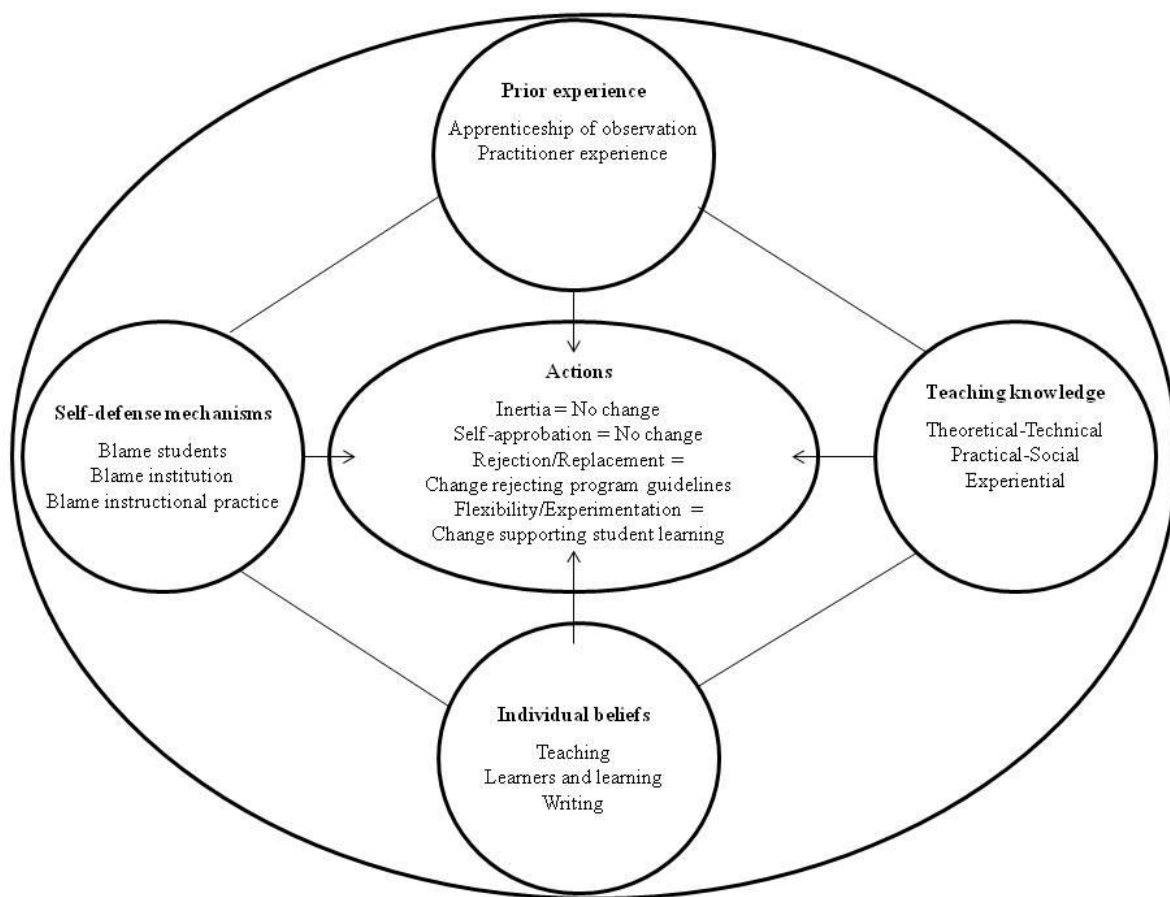 Prior experience
Apprenticeship of observation
Practitioner experience
Self-defense mechanisms
Blame students
Blame institution
Blame instructional practice
Actions
Inertia = No change
Self-approbation = No change
Rejection/Replacement =
Change rejecting program guidelines
Flexibility/Experimentation =
Change supporting student learning
Teaching knowledge
Theoretical-Technical
Practical-Social
Experiential
Individual beliefs
Teaching
Learners and learning
Writing